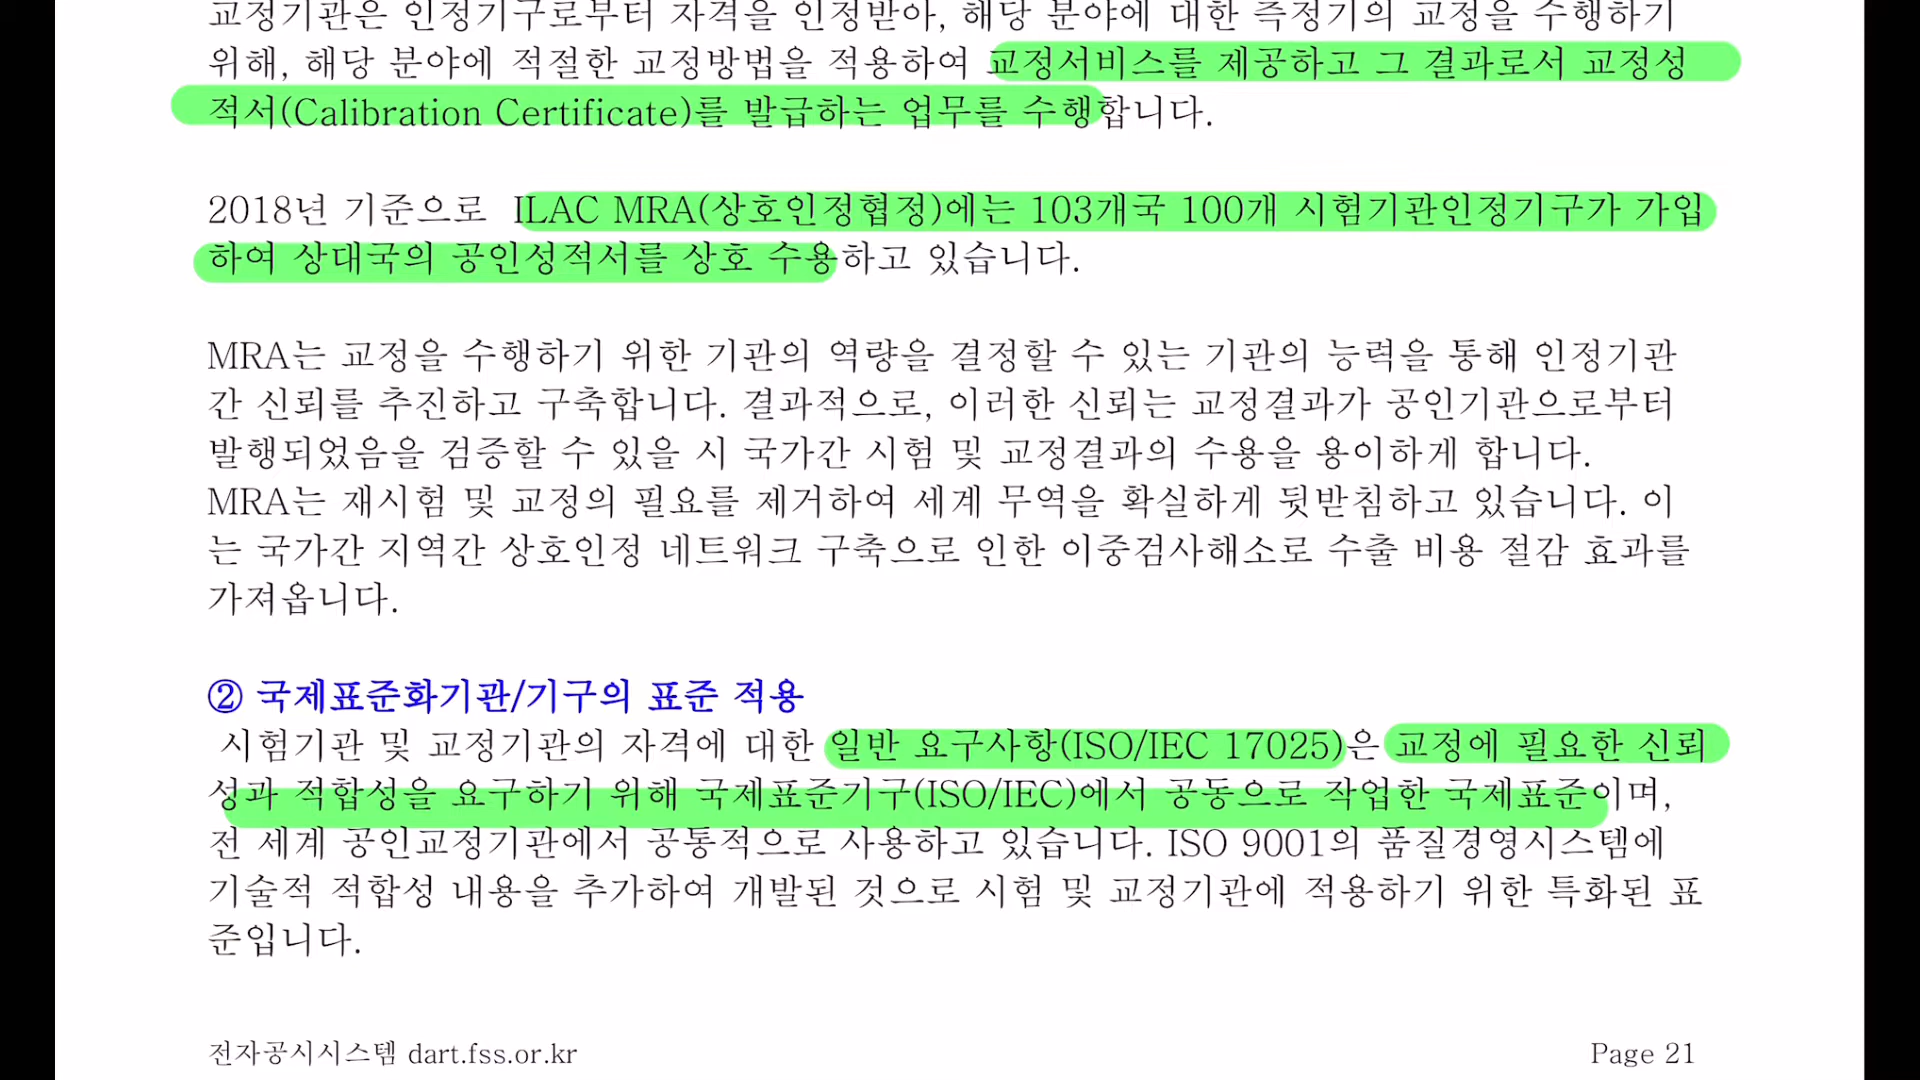 교정기관은 인정기구로부터 자격을 인정받아, 해당 분야에 대한 측정기의 교정을 수행하기
위해, 해당 분야에 적절한 교정방법을 적용하여 교정서비스를 제공하고 그 결과로서 교정성
적서(Calibration Certificate)를 발급하는 업무를 수행합니다.
2018년 기준으로 ILAC MRA(상호인정협정)에는 103개국 100개 시험기관인정기구가 가입
하여 상대국의 공인성적서를 상호 수용하고 있습니다.
MRA는 교정을 수행하기 위한 기관의 역량을 결정할 수 있는 기관의 능력을 통해 인정기관
간 신뢰를 추진하고 구축합니다. 결과적으로, 이러한 신뢰는 교정결과가 공인기관으로부터
발행되었음을 검증할 수 있을 시 국가간 시험 및 교정결과의 수용을 용이하게 합니다.
MRA는 재시험 및 교정의 필요를 제거하여 세계 무역을 확실하게 뒷받침하고 있습니다. 이
는 국가간 지역간 상호인정 네트워크 구축으로 인한 이중검사해소로 수출 비용 절감 효과를
가져옵니다.
② 국제표준화기관/기구의 표준 적용
시험기관 및 교정기관의 자격에 대한 일반 요구사항(ISO/IEC 17025)은 교정에 필요한 신뢰
성과 적합성을 요구하기 위해 국제표준기구(ISO/IEC)에서 공동으로 작업한 국제표준이며,
전 세계 공인교정기관에서 공통적으로 사용하고 있습니다. ISO 9001의 품질경영시스템에
기술적 적합성 내용을 추가하여 개발된 것으로 시험 및 교정기관에 적용하기 위한 특화된 표
준입니다.
전자공시시스템 dart.fss.or.kr
Page 21